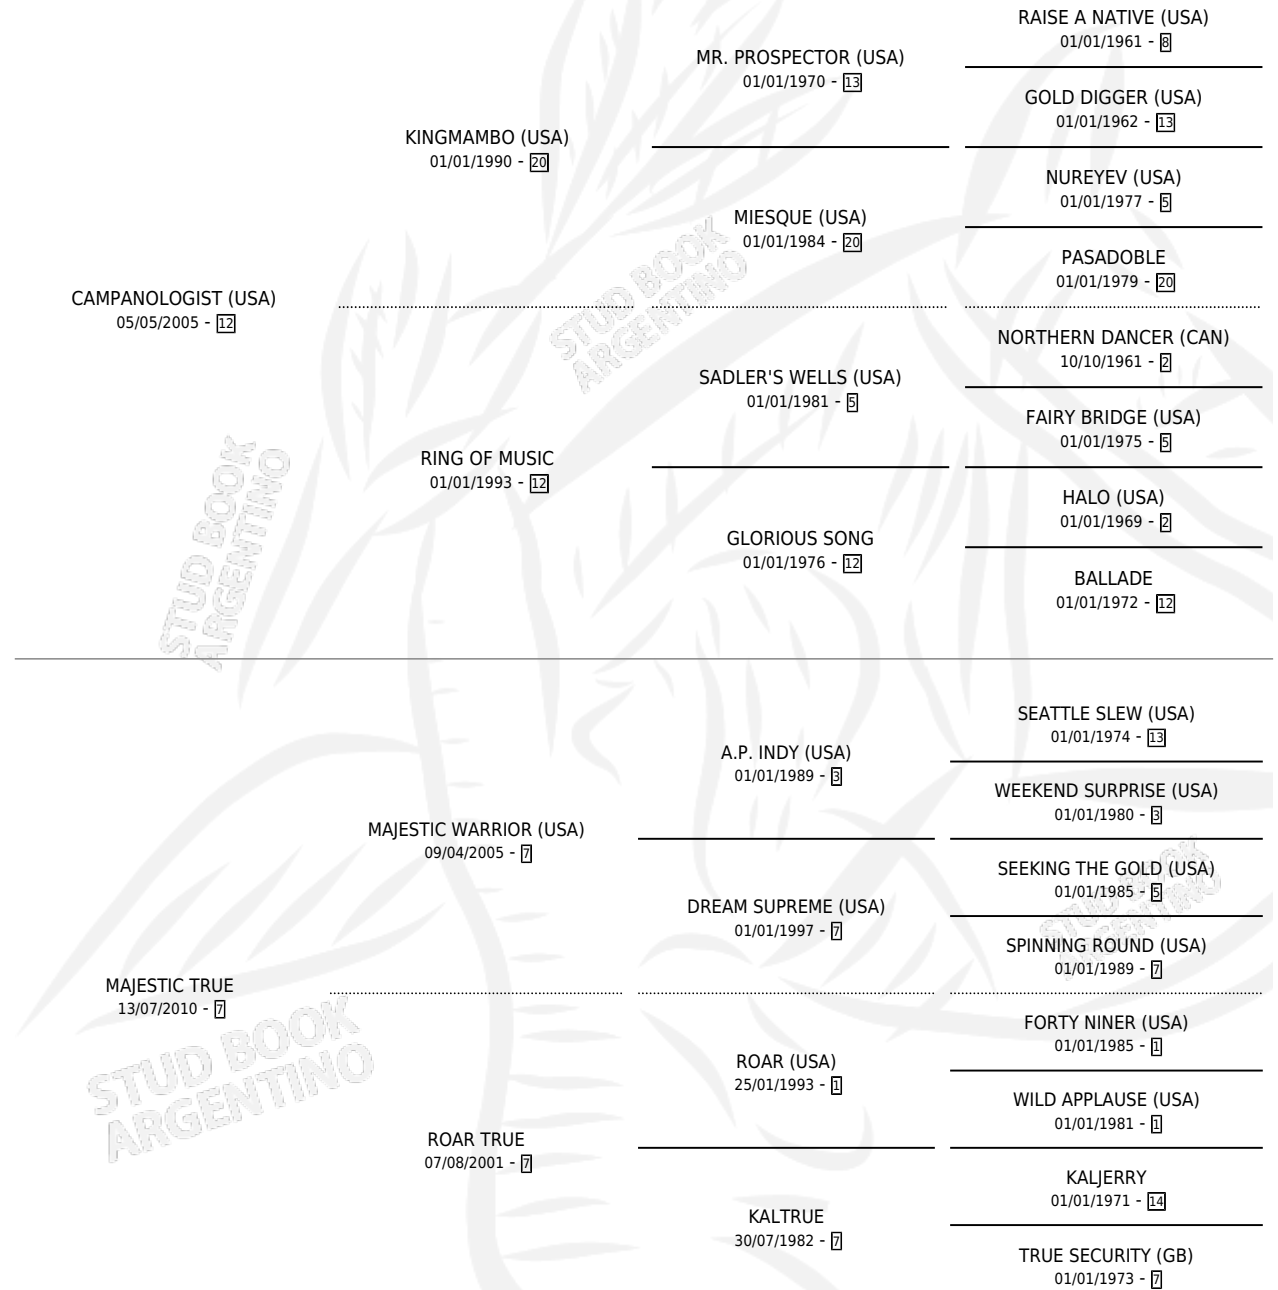 RAISE A NATIVE (USA)
01/01/1961 - 8
MR. PROSPECTOR (USA)
01/01/1970 - 13
GOLD DIGGER (USA)
01/01/1962 - 13
KINGMAMBO (USA)
01/01/1990 - 20
NUREYEV (USA)
01/01/1977 - 5
MIESQUE (USA)
01/01/1984 - 20
PASADOBLE
01/01/1979 - 20
CAMPANOLOGIST (USA)
05/05/2005 - 12
NORTHERN DANCER (CAN)
10/10/1961 - 2
SADLER'S WELLS (USA)
01/01/1981 - 5
FAIRY BRIDGE (USA)
01/01/1975 - 5
RING OF MUSIC
01/01/1993 - 12
HALO (USA)
01/01/1969 - 2
GLORIOUS SONG
01/01/1976 - 12
BALLADE
01/01/1972 - 12
STUD BOOK
ARGENTINO
STUD BOOK
ARGENTINO
SEATTLE SLEW (USA)
01/01/1974 - 13
A.P. INDY (USA)
01/01/1989 - 3
WEEKEND SURPRISE (USA)
01/01/1980 - 3
MAJESTIC WARRIOR (USA)
09/04/2005 - 7
SEEKING THE GOLD (USA)
01/01/1985 - 5
DREAM SUPREME (USA)
01/01/1997 - 7
SPINNING ROUND (USA)
01/01/1989 - 7
MAJESTIC TRUE
13/07/2010 - 7
FORTY NINER (USA)
01/01/1985 - 1
ROAR (USA)
25/01/1993 - 1
WILD APPLAUSE (USA)
01/01/1981 - 1
ROAR TRUE
07/08/2001 - 7
KALJERRY
01/01/1971 - 14
KALTRUE
30/07/1982 - 7
TRUE SECURITY (GB)
01/01/1973 - 7
STUD BOOK
ARGENTINO
STUD BOOK
ARGENTINO